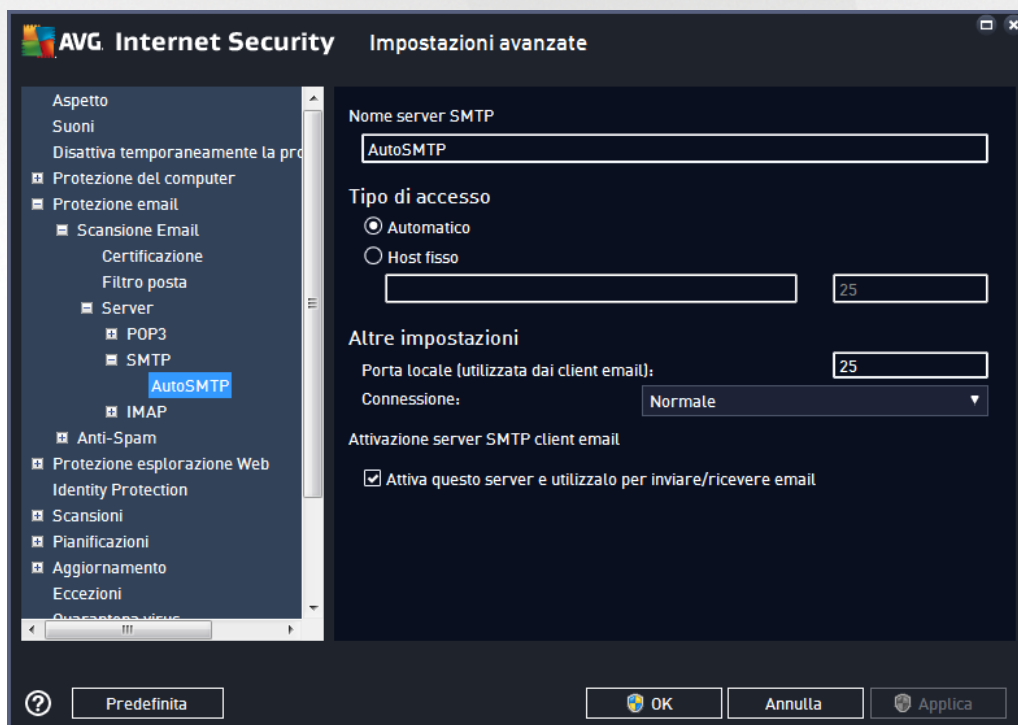 AVG. Internet Security
Impostazioni avanzate
Aspetto
Suoni
Disattiva temporaneamente la pro
Protezione del computer
Protezione email
Scansione Email
Certificazione
Filtro posta
Server
POP3
SMTP
AutoSMTP
IMAP
Anti-Spam
Protezione esplorazione Web
Identity Protection
Scansioni
Pianificazioni
Aggiornamento
Eccezioni
Quarantena virus
Nome server SMTP
AutoSMTP
Tipo di accesso
Automatico
Host fisso
25
Altre impostazioni
Porta locale (utilizzata dai client email): 25
Connessione: Normale
Attivazione server SMTP client email
Attiva questo server e utilizzalo per inviare/ricevere email
? Predefinita OK Annulla Applica